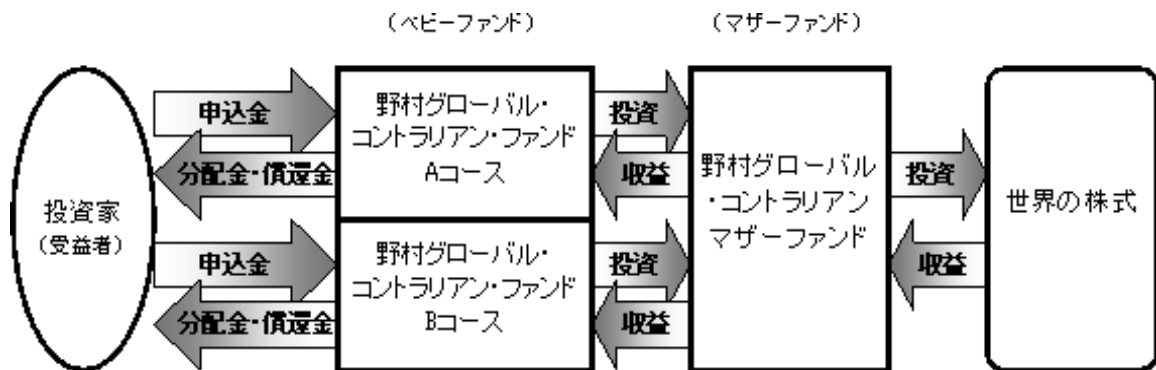 （ベビーファンド）
（マザーファンド）
投資家
（受益者）
申込金
分配金・償還金
申込金
分配金・償還金
野村グローバル・
コントラリアン・ファンド
Aコース
野村グローバル・
コントラリアン・ファンド
Bコース
投資
収益
投資
収益
野村グローバル
・コントラリアン
マザーファンド
投資
収益
世界の株式